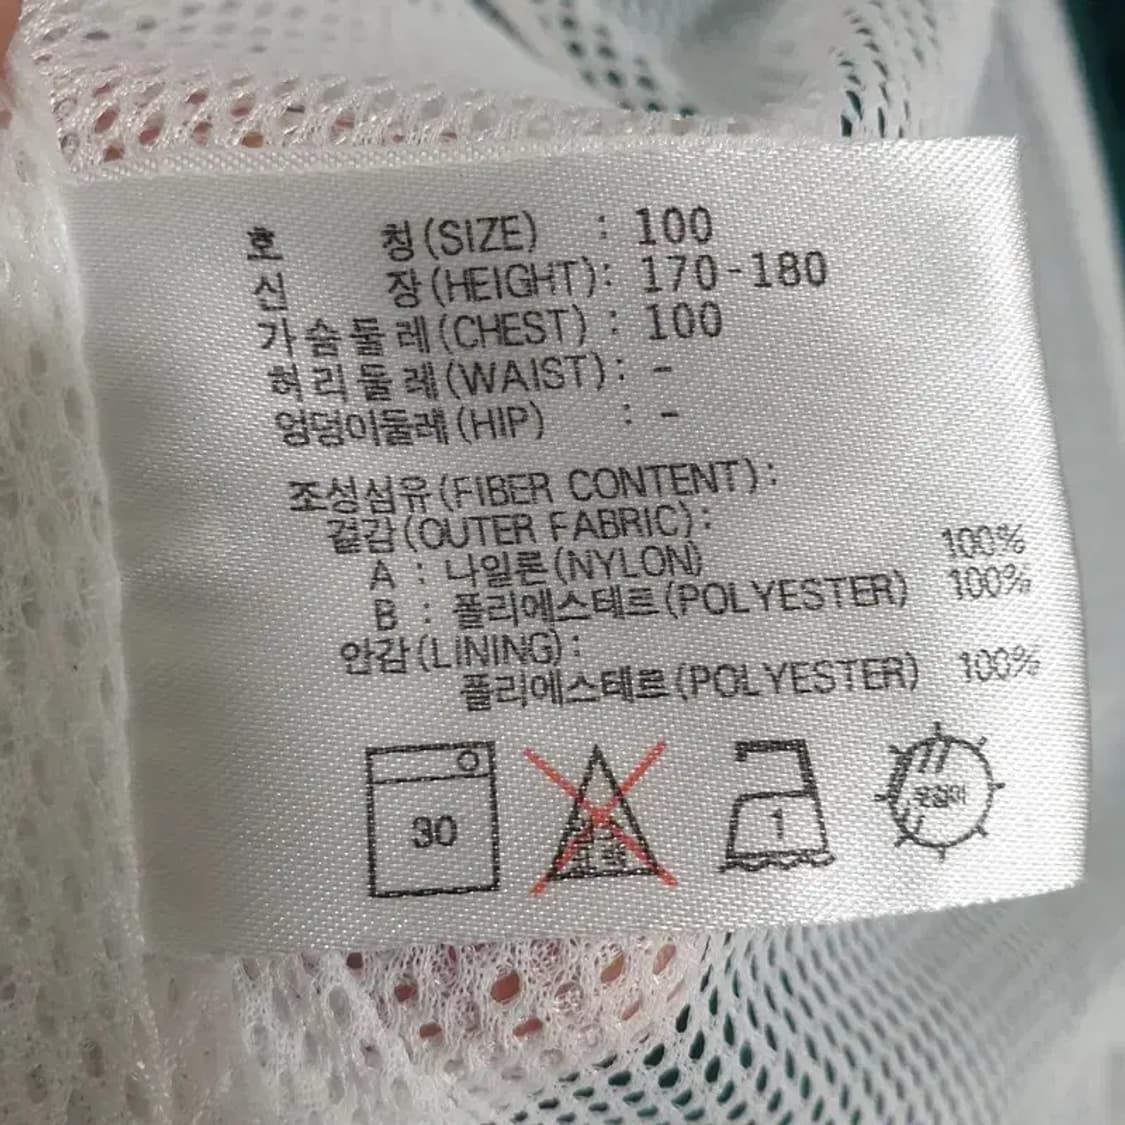 호 칭(SIZE) : 100
신 장(HEIGHT): 170-180
가슴둘레(CHEST) : 100
허리둘레(WAIST): -
엉덩이둘레(HIP) : -
조성섬유(FIBER CONTENT):
겉감(OUTER FABRIC):
A : 나일론(NYLON) 100%
B : 폴리에스테르(POLYESTER) 100%
안감(LINING):
폴리에스테르(POLYESTER) 100%
30
1
옷걸이